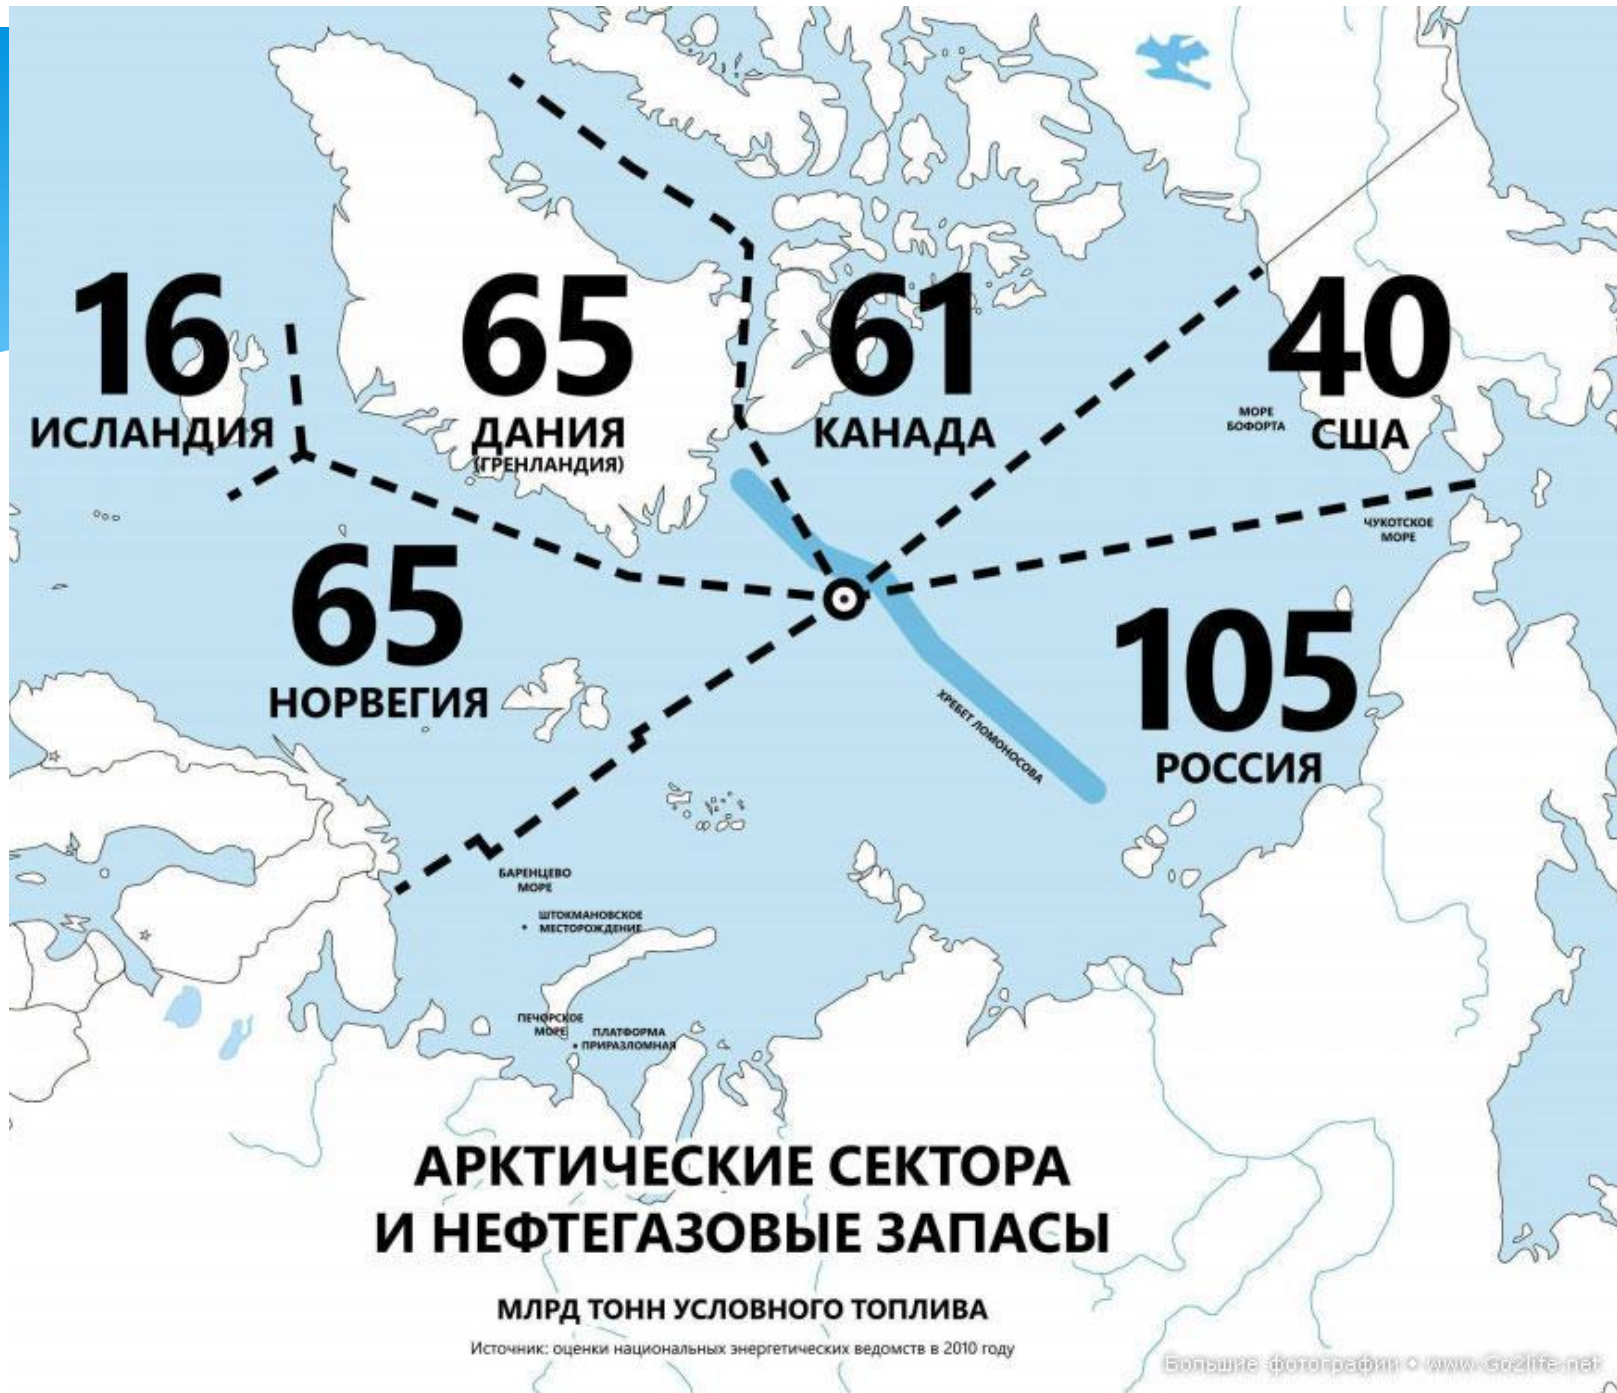 16
ИСЛАНДИЯ
65
ДАНИЯ
(ГРЕНЛАНДИЯ)
61
КАНАДА
40
США
МОРЕ
БОФОРТА
ЧУКОТСКОЕ
МОРЕ
65
НОРВЕГИЯ
105
РОССИЯ
ХРЕБЕТ ЛОМОНОСОВА
БАРЕНЦЕВО
МОРЕ
ШТОКМАНОВСКОЕ
МЕСТОРОЖДЕНИЕ
ПЕЧОРСКОЕ
МОРЕ
ПЛАТФОРМА
ПРИРАЗЛОМНАЯ
АРКТИЧЕСКИЕ СЕКТОРА
И НЕФТЕГАЗОВЫЕ ЗАПАСЫ
МЛРД ТОНН УСЛОВНОГО ТОПЛИВА
Источник: оценки национальных энергетических ведомств в 2010 году
Большие фотографии • www.Go2life.net